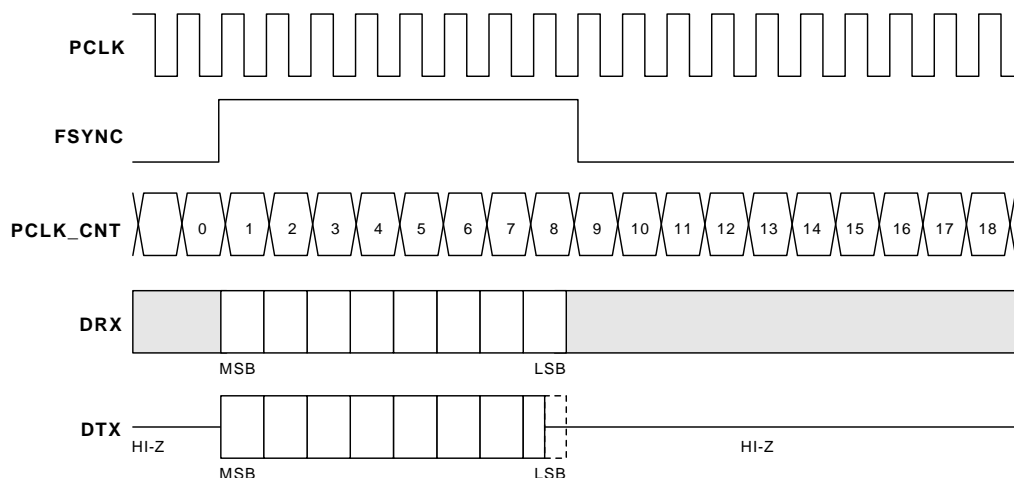 PCLK
FSYNC
PCLK_CNT 0 1 2 3 4 5 6 7 8 9 10 11 12 13 14 15 16 17 18
DRX
MSB LSB
DTX
HI-Z HI-Z
MSB LSB